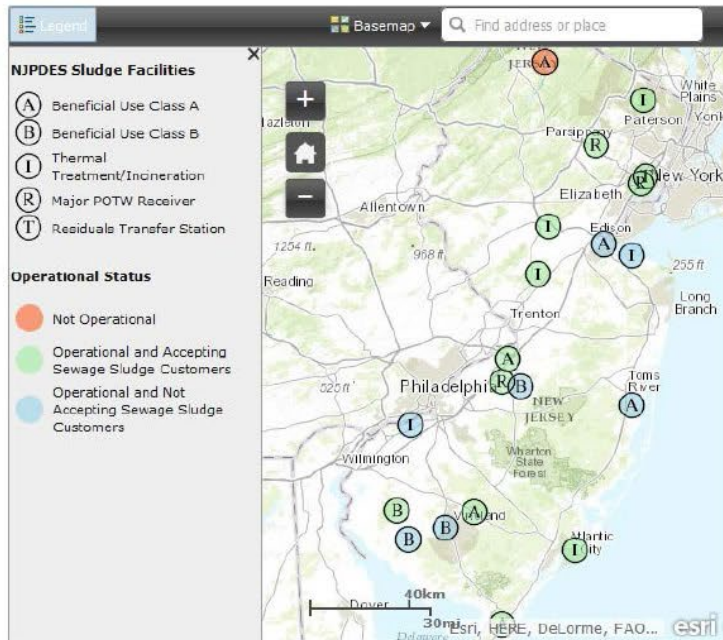 Legend
Basemap
Find address or place
NJPDES Sludge Facilities
A Beneficial Use Class A
B Beneficial Use Class B
I Thermal
Treatment/Incineration
R Major POTW Receiver
T Residuals Transfer Station
Operational Status
Not Operational
Operational and Accepting
Sewage Sludge Customers
Operational and Not
Accepting Sewage Sludge
Customers
+
−
A
JERSEY
White
Plains
I
Paterson
Yonk
Parsippany
R
I
R
New York
Elizabeth
Allentown
I
Edison
A
I
1254 ft
968 ft
255 ft
I
Reading
Long
Branch
Trenton
A
R
B
Philadelphia
525 ft
Toms
River
A
NEW
JERSEY
I
Wilmington
Wharton
State
Forest
B
A
Vineland
B
B
Atlantic
City
I
40km
30mi
Dover
Delaware
Esri, HERE, DeLorme, FAO...
esri